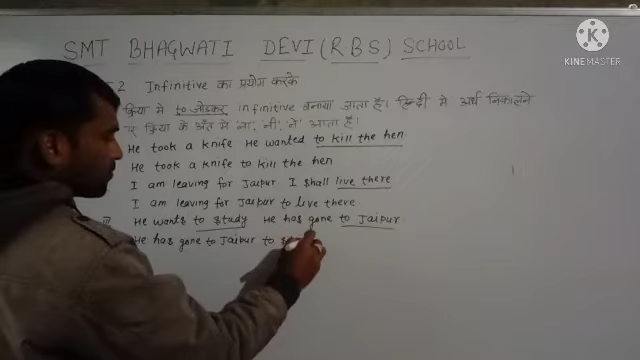 SMT BHAGWATI DEVI (RBS) SCHOOL
KINEMASTER
2 Infinitive का प्रयोग करके
क्रिया मे to जोडकर infinitive बनाया जाता है। हिन्दी मे अर्थ निकालने
पर क्रिया के अँत मे 'ना', 'नी', 'ने' आता है।
He took a knife He wanted to kill the hen.
He took a knife to kill the hen
I am leaving for Jaipur I shall live there
I am leaving for Jaipur to live there.
III He wants to study He has gone to Jaipur.
He has gone to Jaipur to